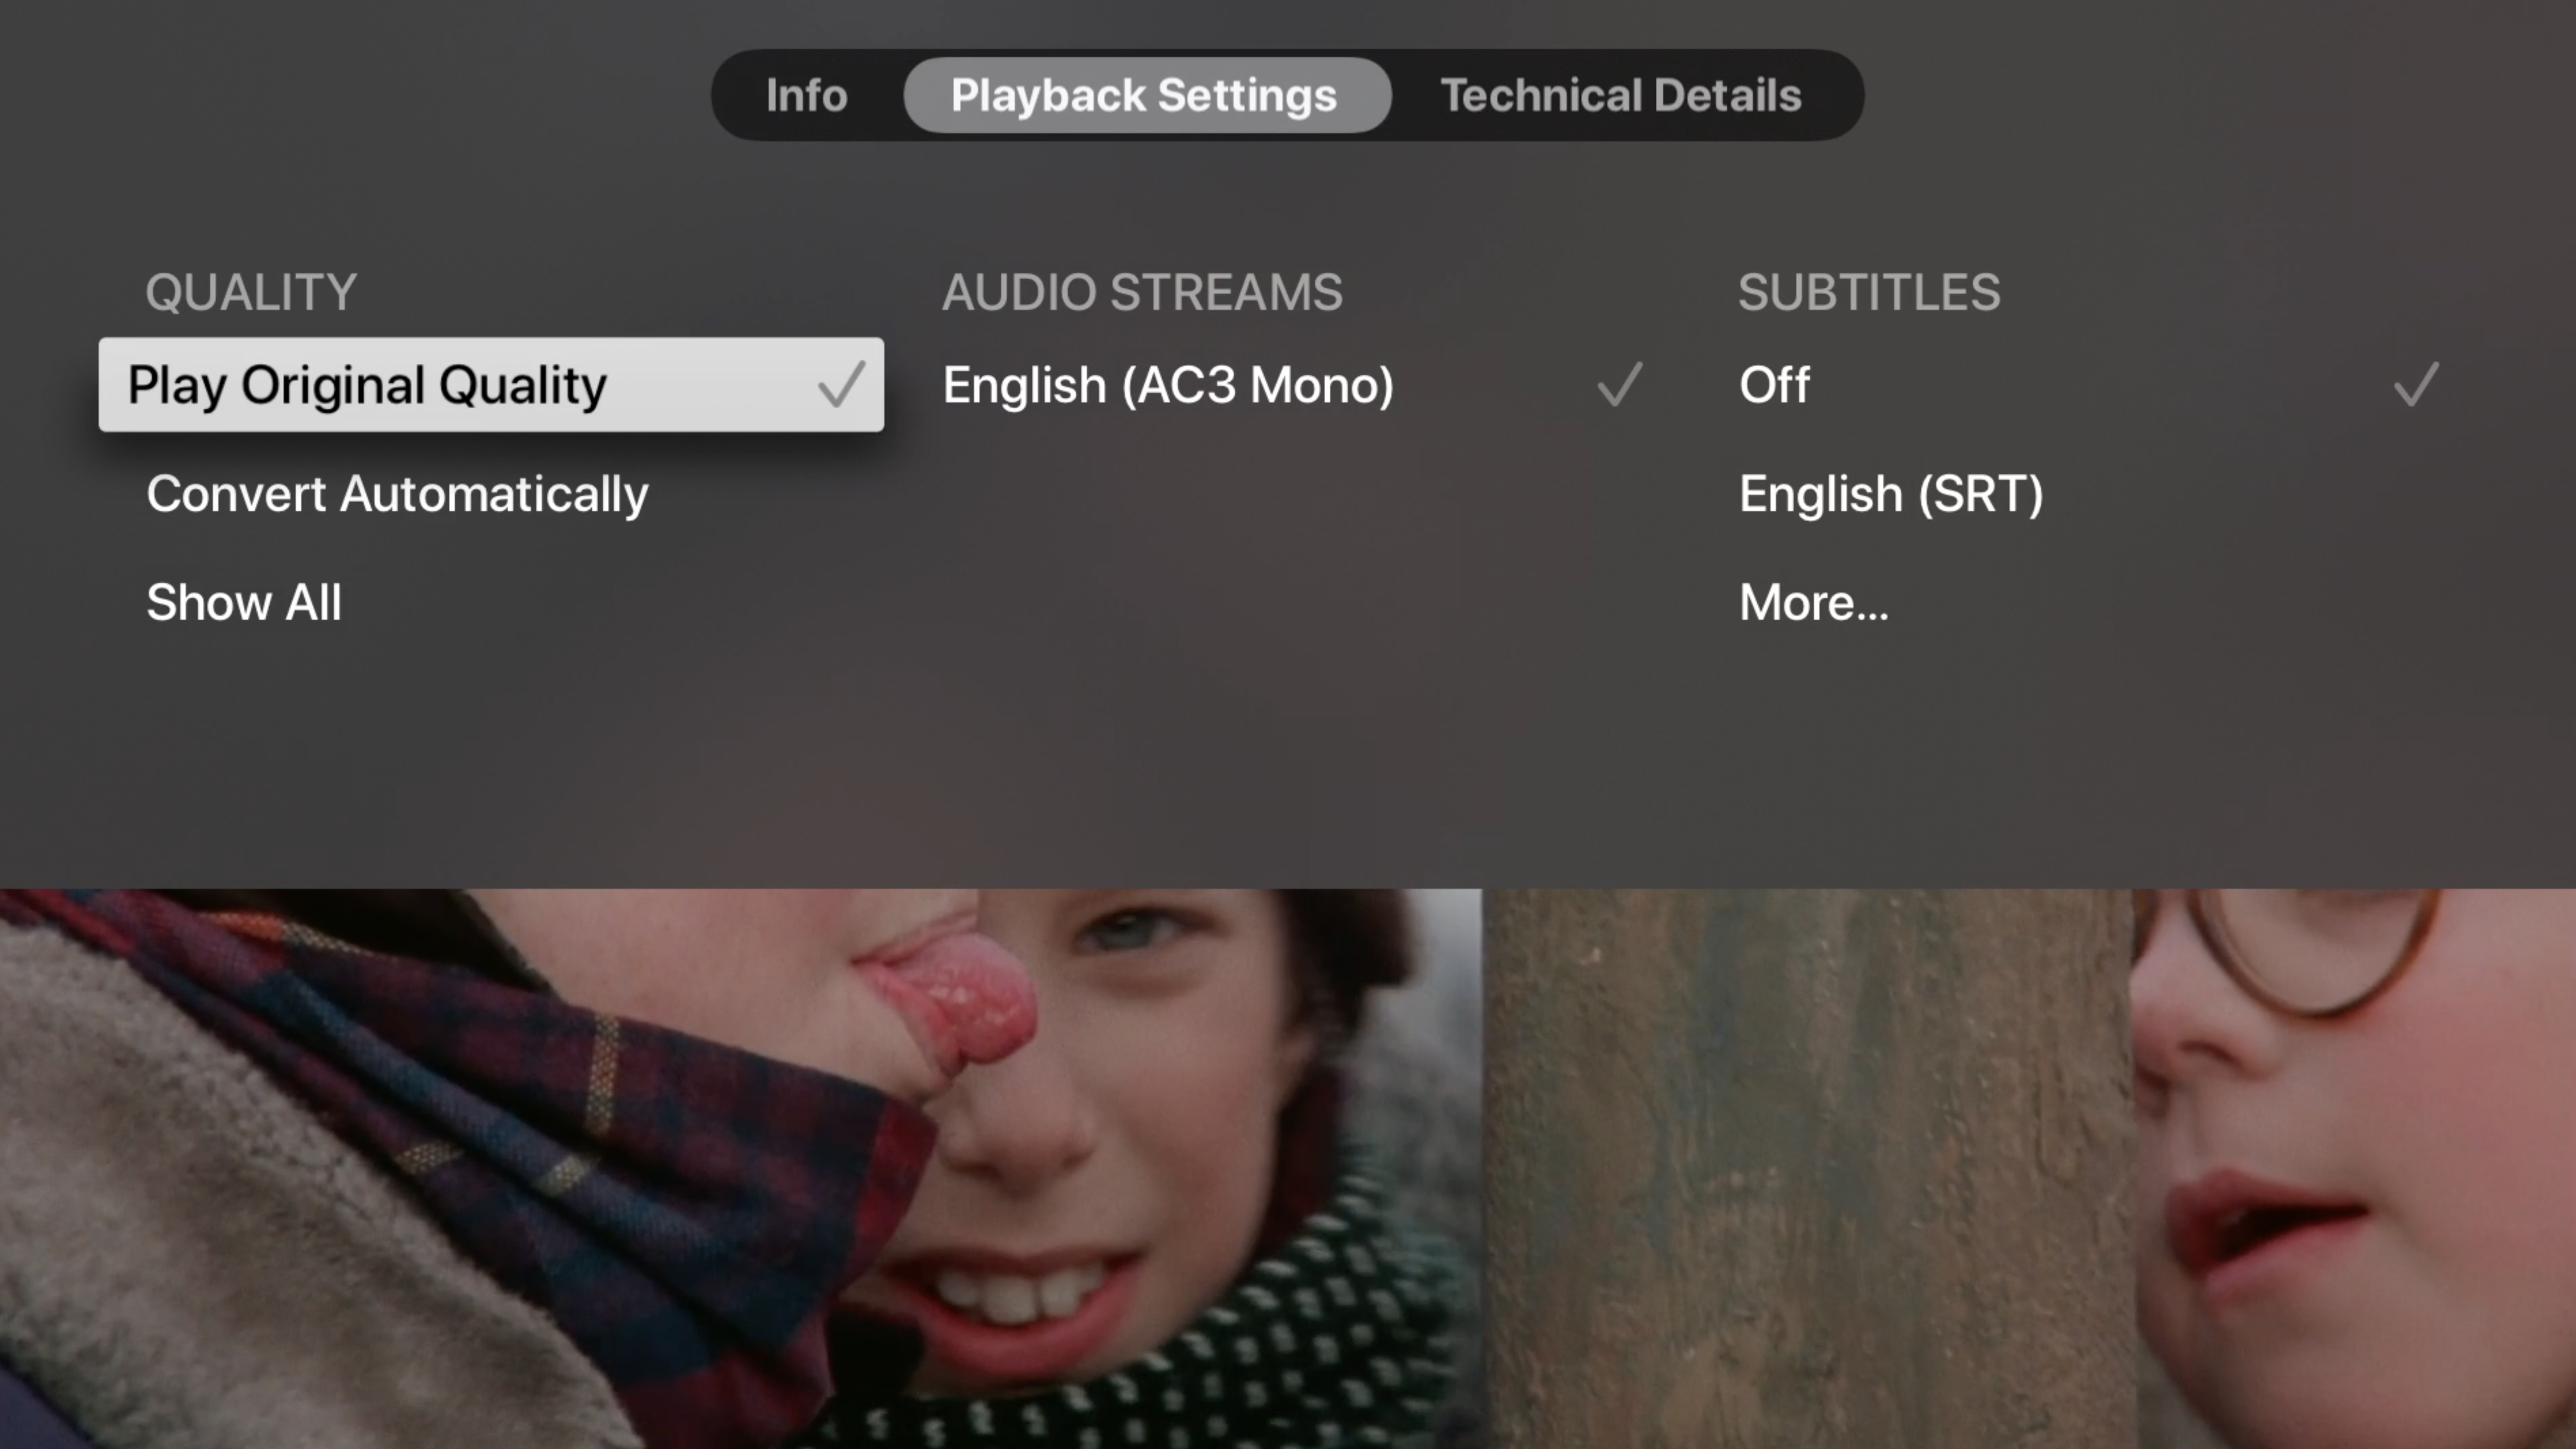 Info Playback Settings Technical Details
QUALITY
Play Original Quality
Convert Automatically
Show All
AUDIO STREAMS
English (AC3 Mono)
SUBTITLES
Off
English (SRT)
More...